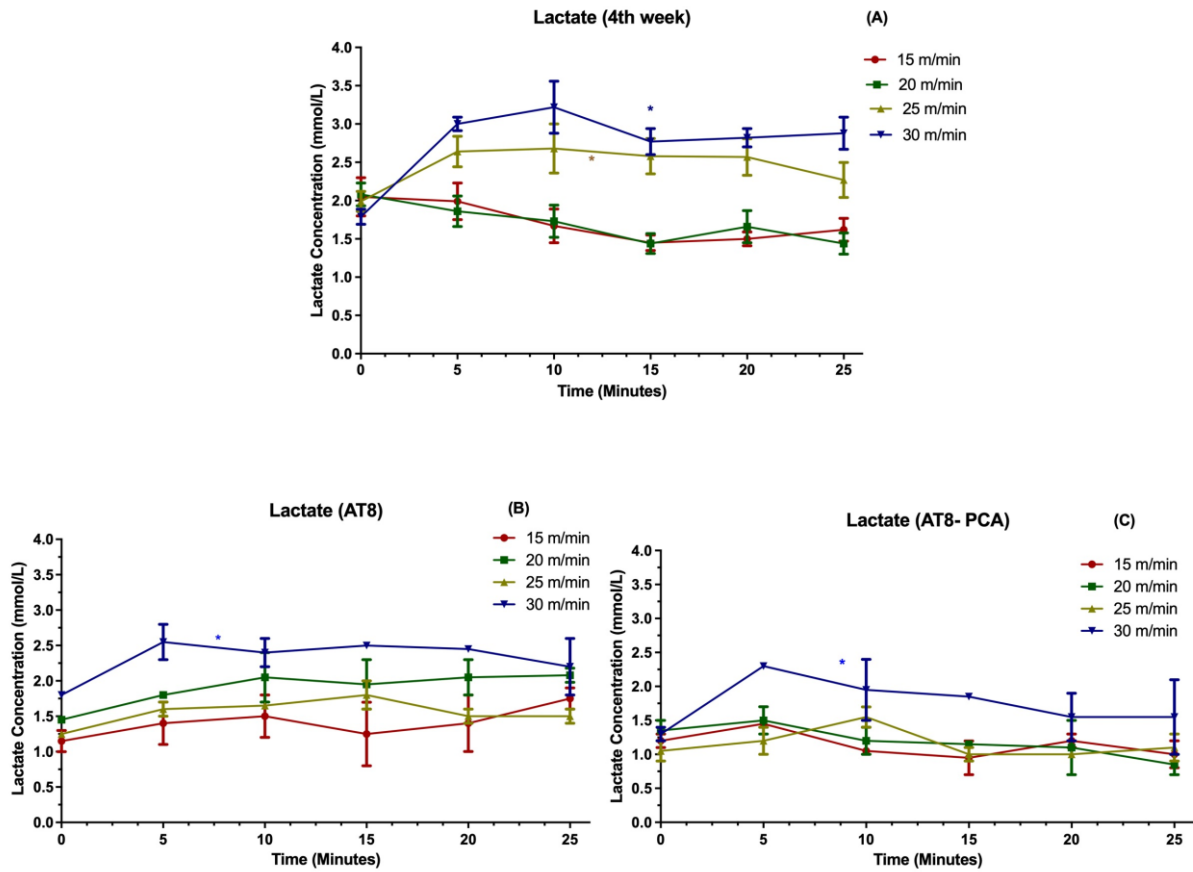 Lactate (4th week)
(A)
15 m/min
20 m/min
25 m/min
30 m/min
Lactate Concentration (mmol/L)
4.0
3.5
3.0
2.5
2.0
1.5
1.0
0.5
0.0
*
*
0 5 10 15 20 25
Time (Minutes)
Lactate (AT8)
(B)
15 m/min
20 m/min
25 m/min
30 m/min
Lactate Concentration (mmol/L)
4.0
3.5
3.0
2.5
2.0
1.5
1.0
0.5
0.0
*
0 5 10 15 20 25
Time (Minutes)
Lactate (AT8- PCA)
(C)
15 m/min
20 m/min
25 m/min
30 m/min
Lactate Concentration (mmol/L)
4.0
3.5
3.0
2.5
2.0
1.5
1.0
0.5
0.0
*
0 5 10 15 20 25
Time (Minutes)